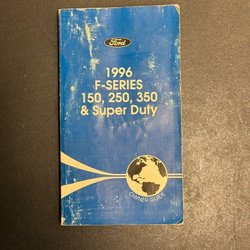 Ford
1996
F-SERIES
150, 250, 350
& Super Duty
OWNER GUIDE